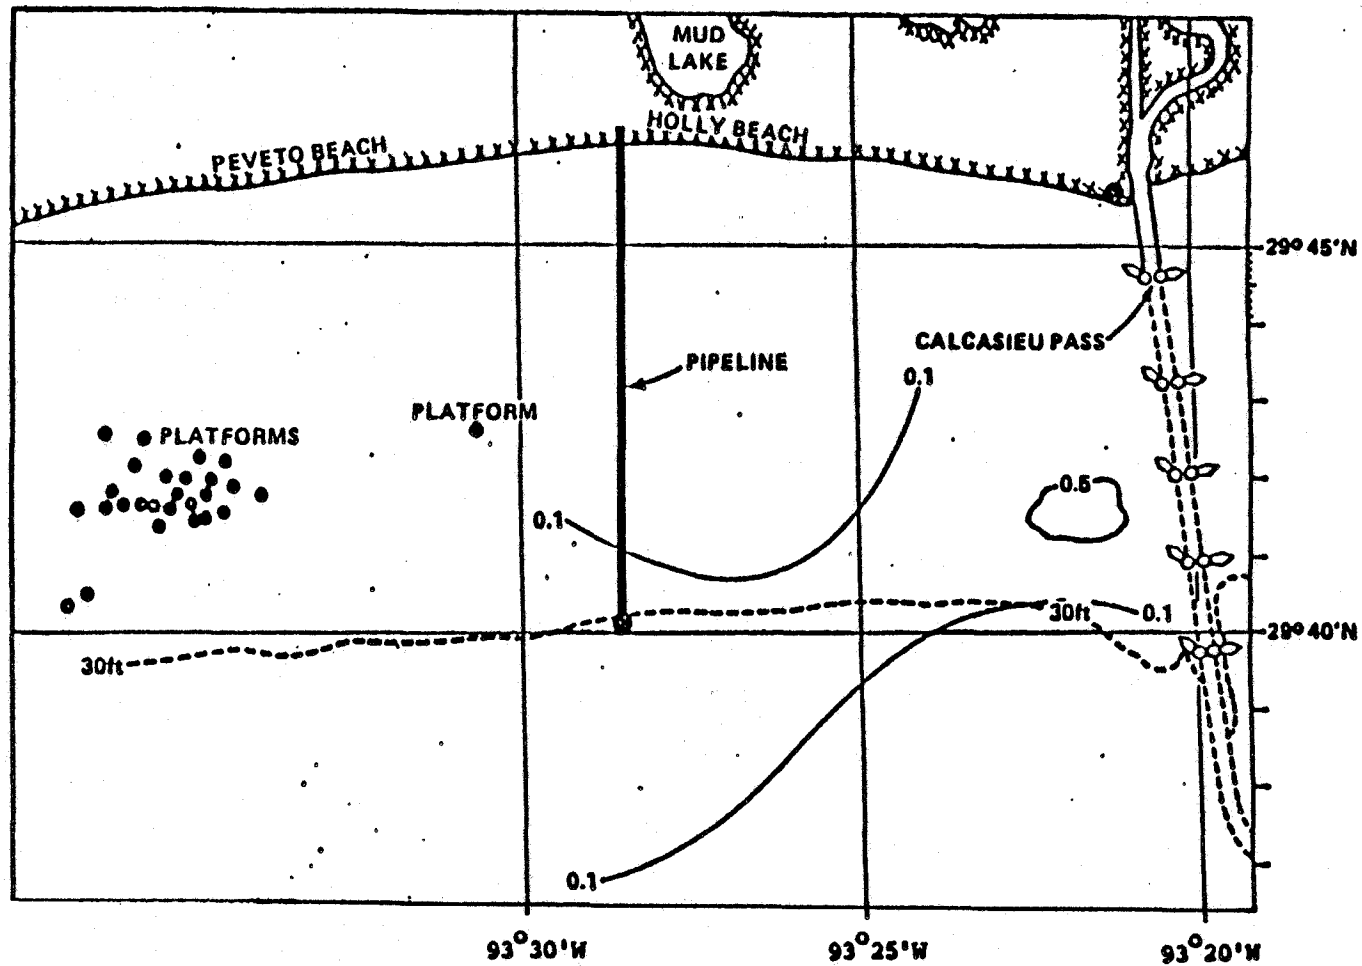 MUD
LAKE
HOLLY BEACH
PEVETO BEACH
29° 45'N
CALCASIEU PASS
PIPELINE
0.1
PLATFORM
PLATFORMS
0.5
0.1
30ft
0.1
29° 40'N
30ft
0.1
93° 30'W
93° 25'W
93° 20'W